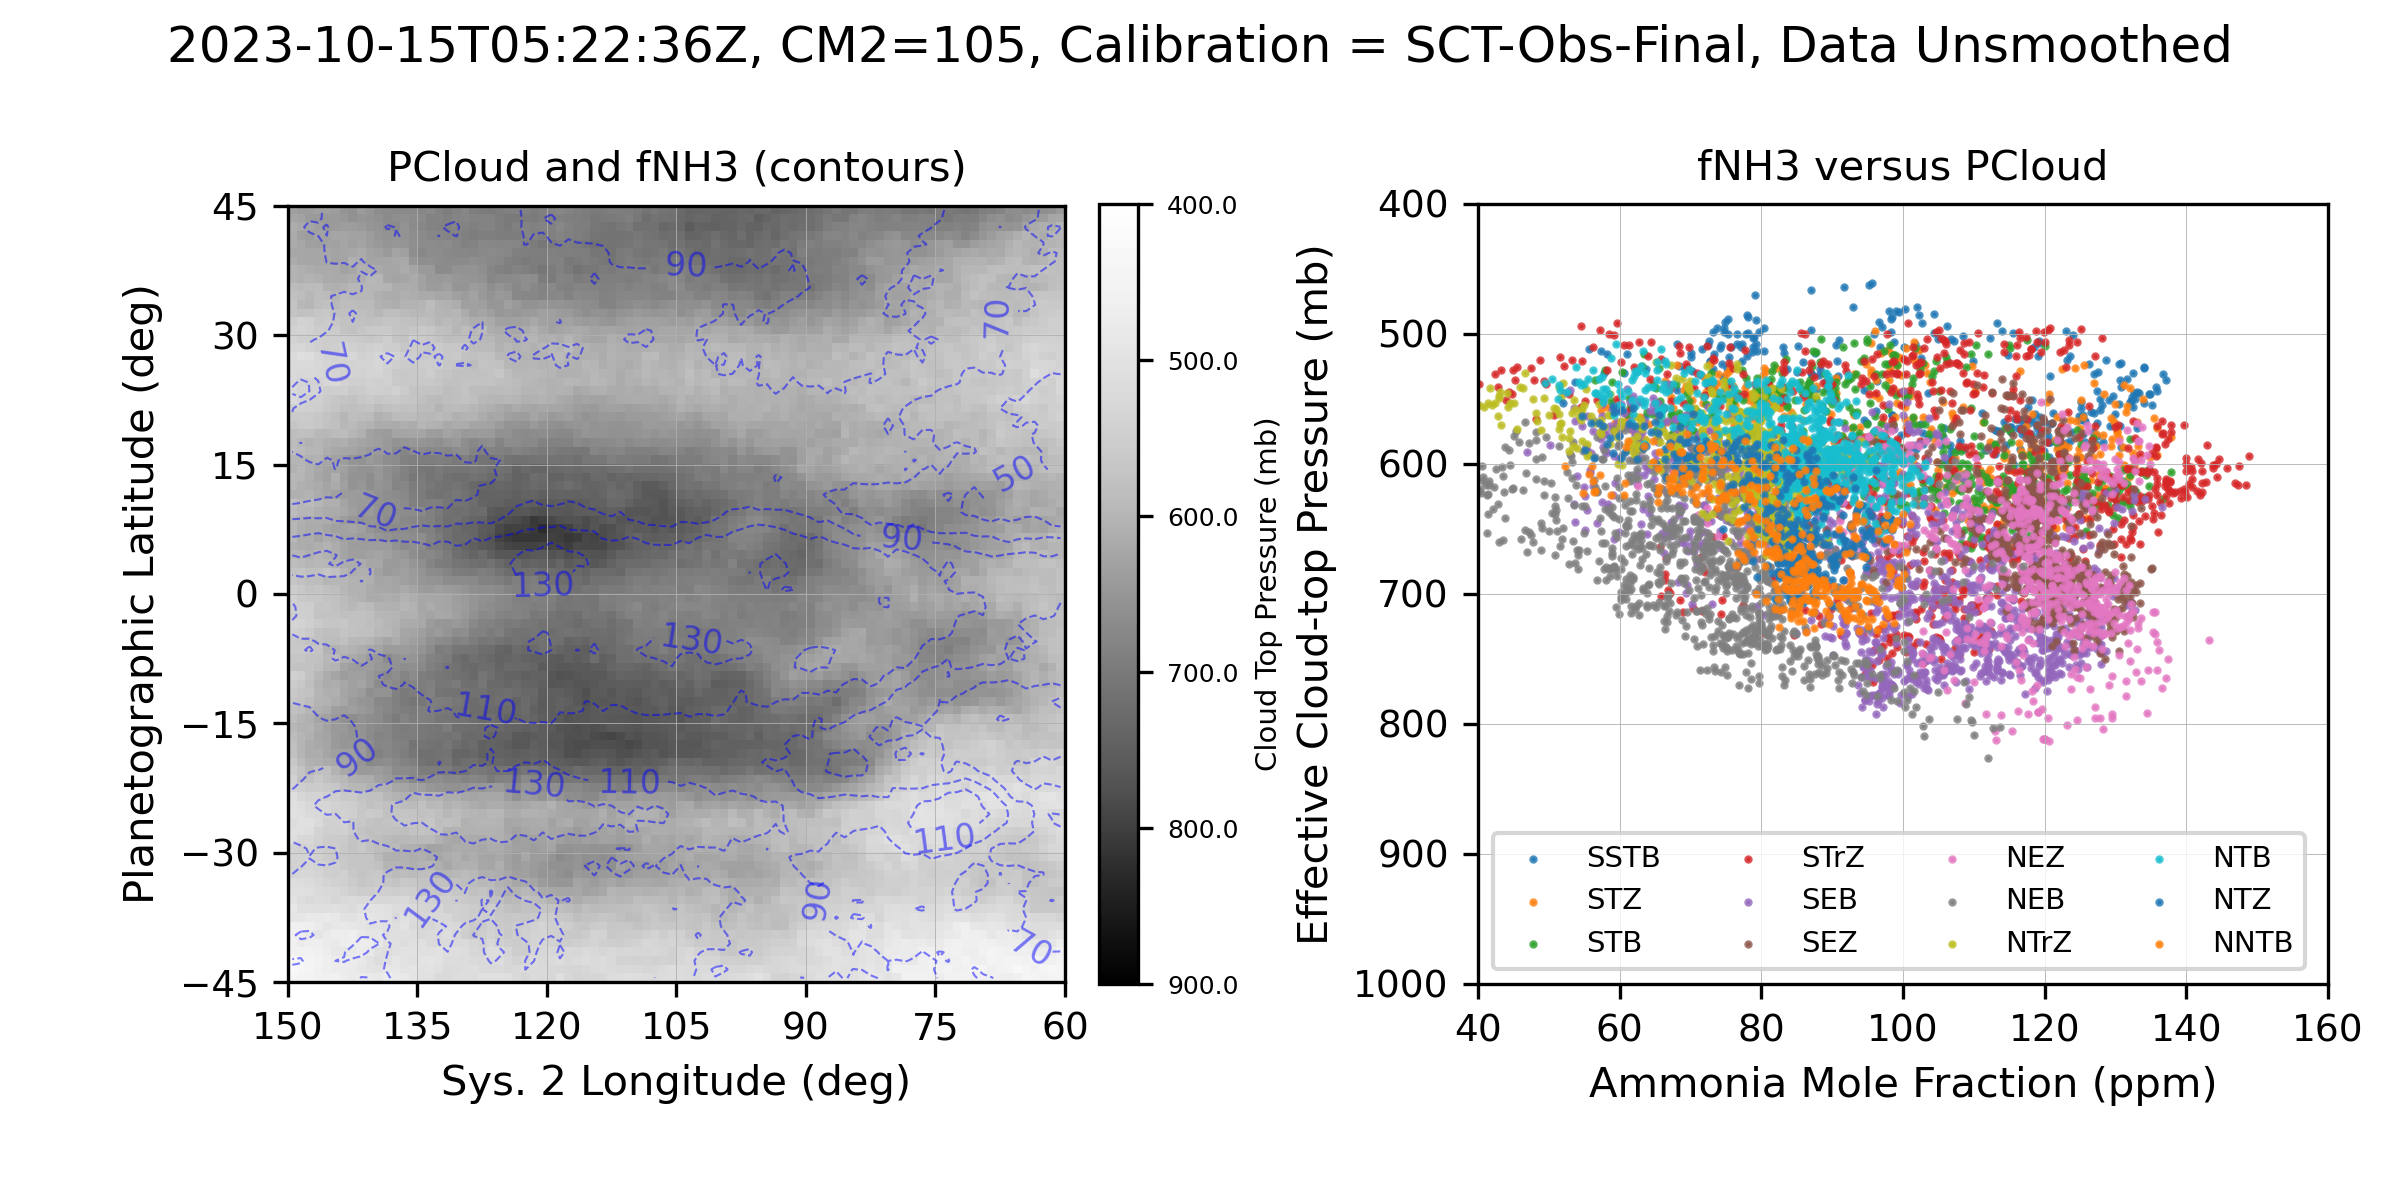 2023-10-15T05:22:36Z, CM2=105, Calibration = SCT-Obs-Final, Data Unsmoothed
PCloud and fNH3 (contours)
45
30
15
0
−15
−30
−45
Planetographic Latitude (deg)
150
135
120
105
90
75
60
Sys. 2 Longitude (deg)
90
70
70
50
70
90
130
130
110
90
130
110
110
130
90
70
400.0
500.0
600.0
700.0
800.0
900.0
Cloud Top Pressure (mb)
fNH3 versus PCloud
400
500
600
700
800
900
1000
Effective Cloud-top Pressure (mb)
SSTB
STZ
STB
STrZ
SEB
SEZ
NEZ
NEB
NTrZ
NTB
NTZ
NNTB
40
60
80
100
120
140
160
Ammonia Mole Fraction (ppm)